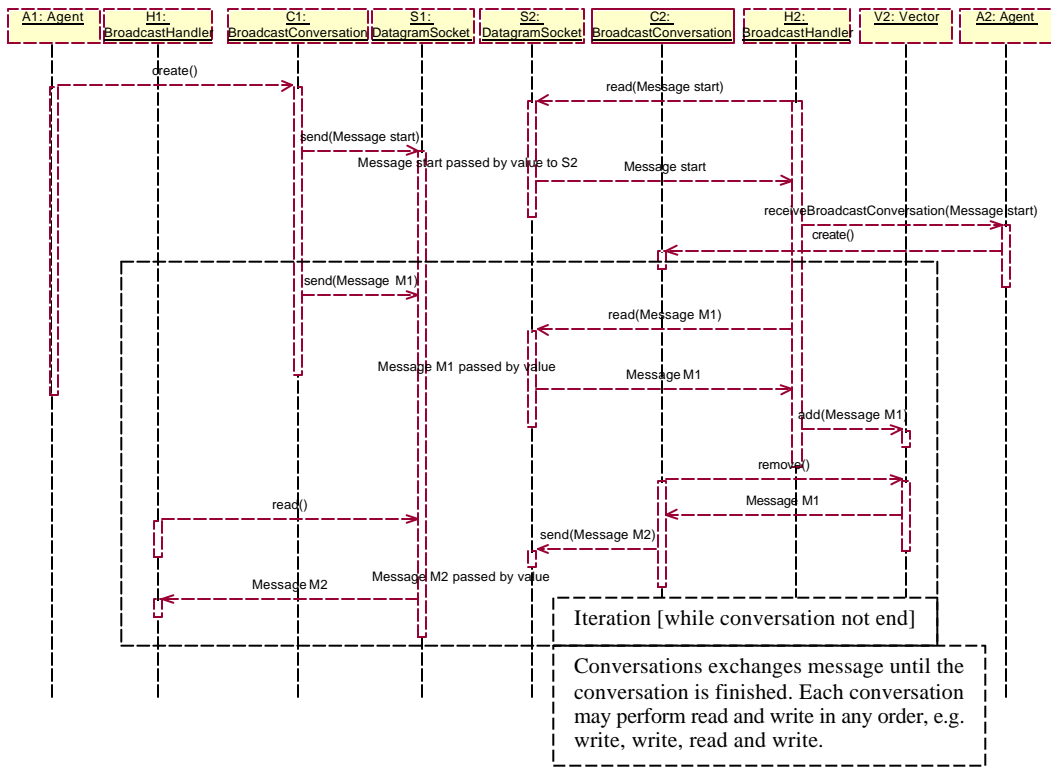 A1: Agent
H1:
BroadcastHandler
C1:
BroadcastConversation
S1:
DatagramSocket
S2:
DatagramSocket
C2:
BroadcastConversation
H2:
BroadcastHandler
V2: Vector
A2: Agent
create()
read(Message start)
send(Message start)
Message start passed by value to S2
Message start
receiveBroadcastConversation(Message start)
create()
send(Message M1)
read(Message M1)
Message M1 passed by value
Message M1
add(Message M1)
remove()
Message M1
read()
send(Message M2)
Message M2 passed by value
Message M2
Iteration [while conversation not end]
Conversations exchanges message until the
conversation is finished. Each conversation
may perform read and write in any order, e.g.
write, write, read and write.